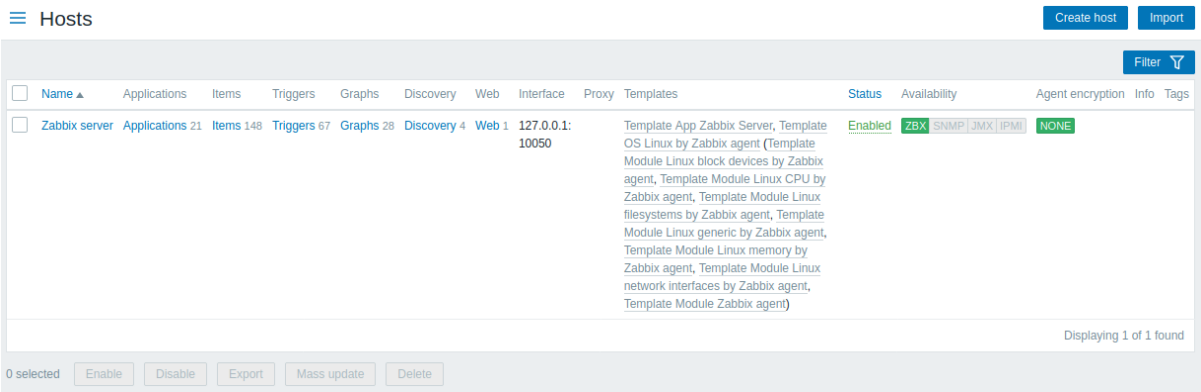 Hosts
Create host
Import
Filter
Name Applications Items Triggers Graphs Discovery Web Interface Proxy Templates Status Availability Agent encryption Info Tags
Zabbix server Applications 21 Items 148 Triggers 67 Graphs 28 Discovery 4 Web 1 127.0.0.1: Template App Zabbix Server, Template Enabled ZBX SNMP JMX IPMI NONE
10050 OS Linux by Zabbix agent (Template
Module Linux block devices by Zabbix
agent, Template Module Linux CPU by
Zabbix agent, Template Module Linux
filesystems by Zabbix agent, Template
Module Linux generic by Zabbix agent,
Template Module Linux memory by
Zabbix agent, Template Module Linux
network interfaces by Zabbix agent,
Template Module Zabbix agent)
Displaying 1 of 1 found
0 selected Enable Disable Export Mass update Delete